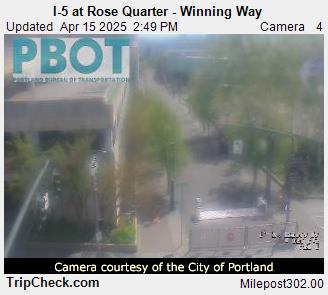 I-5 at Rose Quarter - Winning Way
Updated Apr 15 2025 2:49 PM Camera 4
PBOT
PORTLAND BUREAU OF TRANSPORTATION
Camera courtesy of the City of Portland
TripCheck.com Milepost302.00